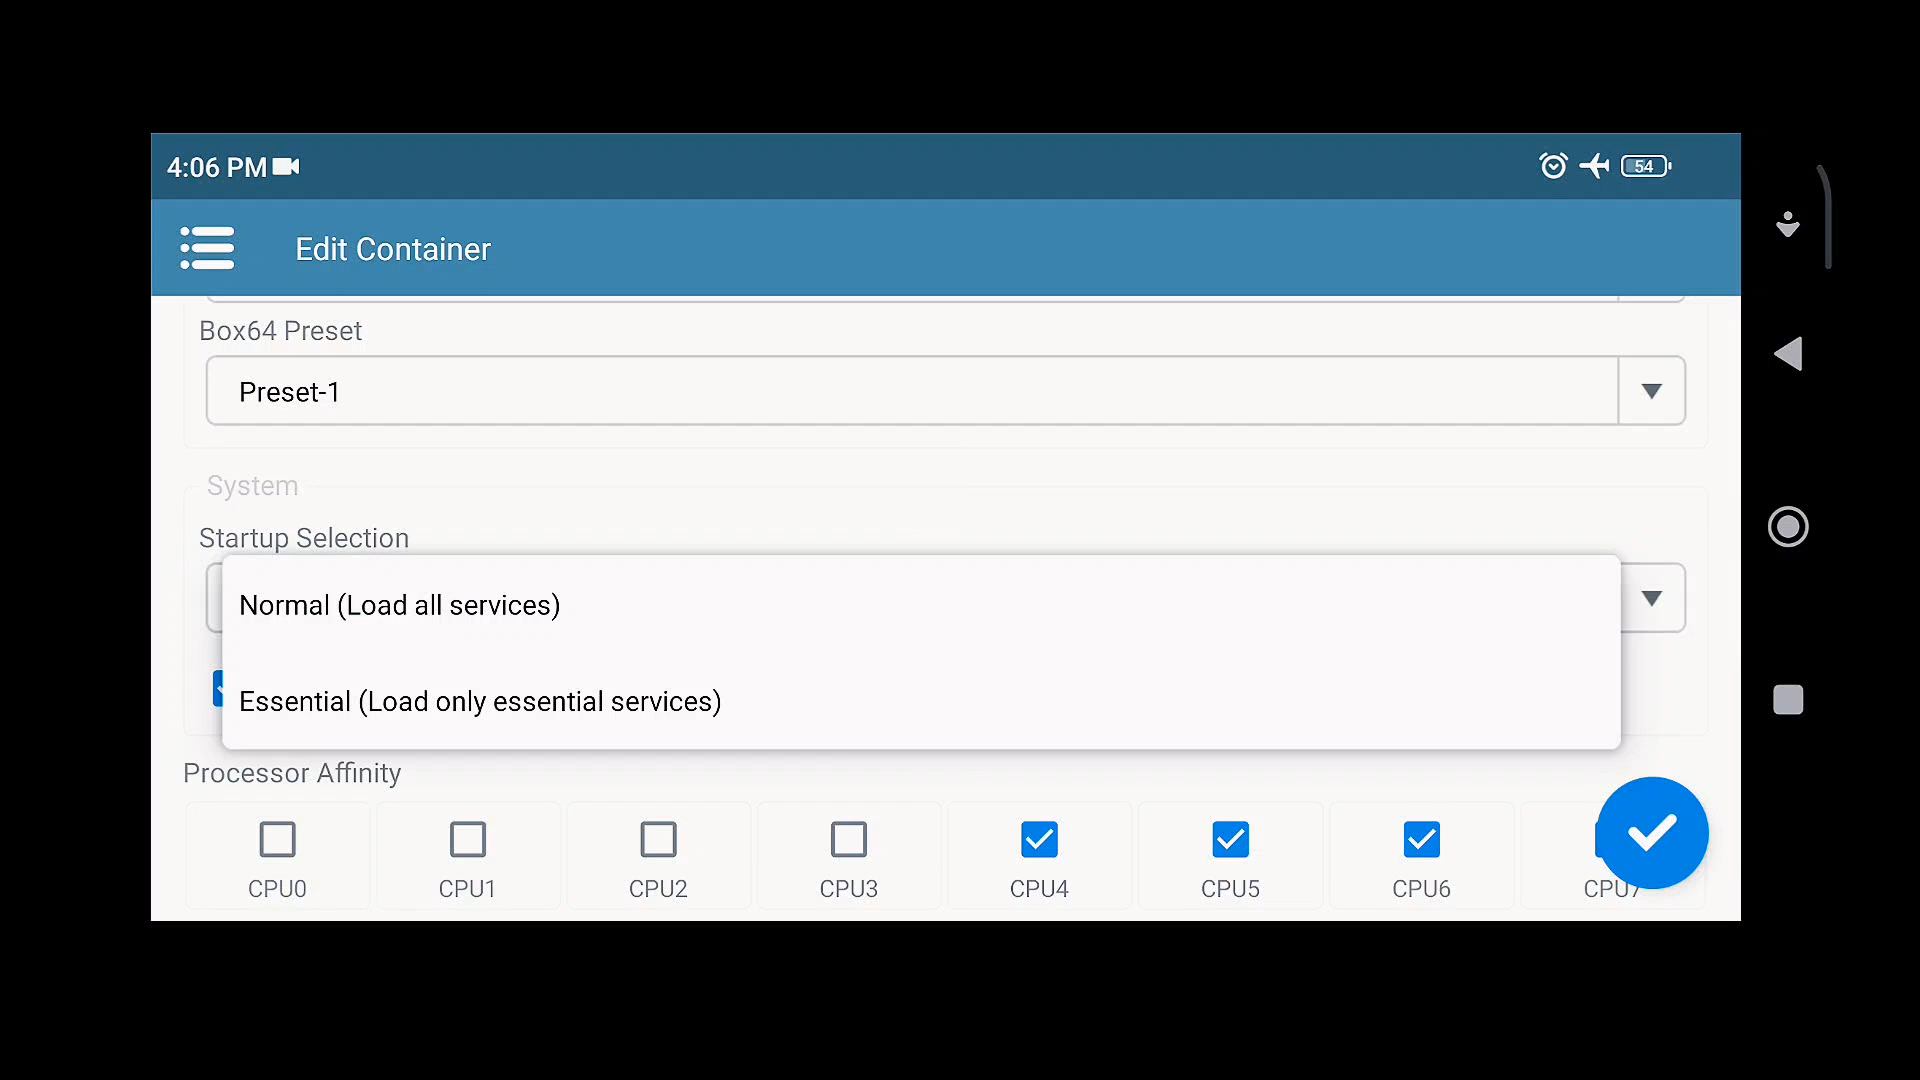 4:06 PM
54
Edit Container
Box64 Preset
Preset-1
System
Startup Selection
Normal (Load all services)
Essential (Load only essential services)
Processor Affinity
CPU0
CPU1
CPU2
CPU3
CPU4
CPU5
CPU6
CPU7